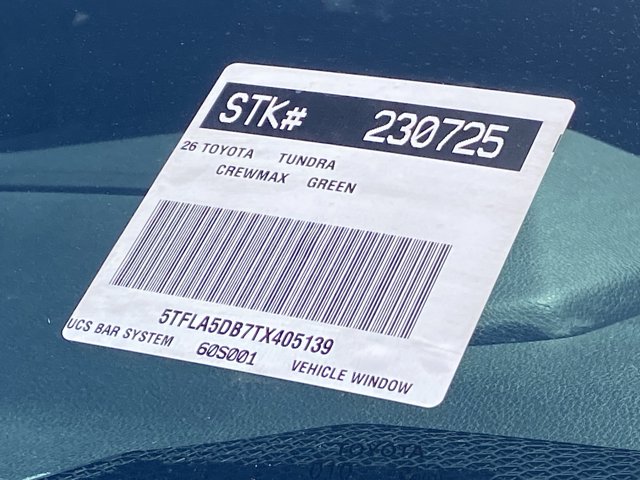 STK# 230725
26 TOYOTA TUNDRA
CREWMAX GREEN
5TFLA5DB7TX405139
UCS BAR SYSTEM 60S001 VEHICLE WINDOW
TOYOTA